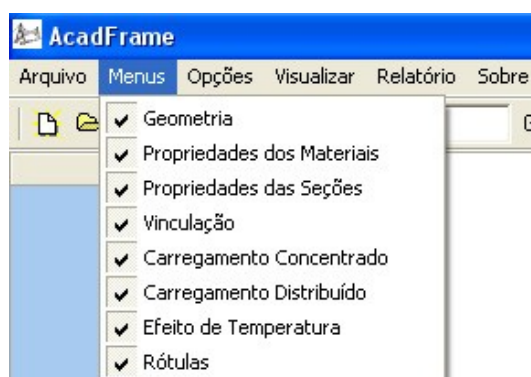 AcadFrame
Arquivo Menus Opções Visualizar Relatório Sobre
Geometria
Propriedades dos Materiais
Propriedades das Seções
Vinculação
Carregamento Concentrado
Carregamento Distribuído
Efeito de Temperatura
Rótulas